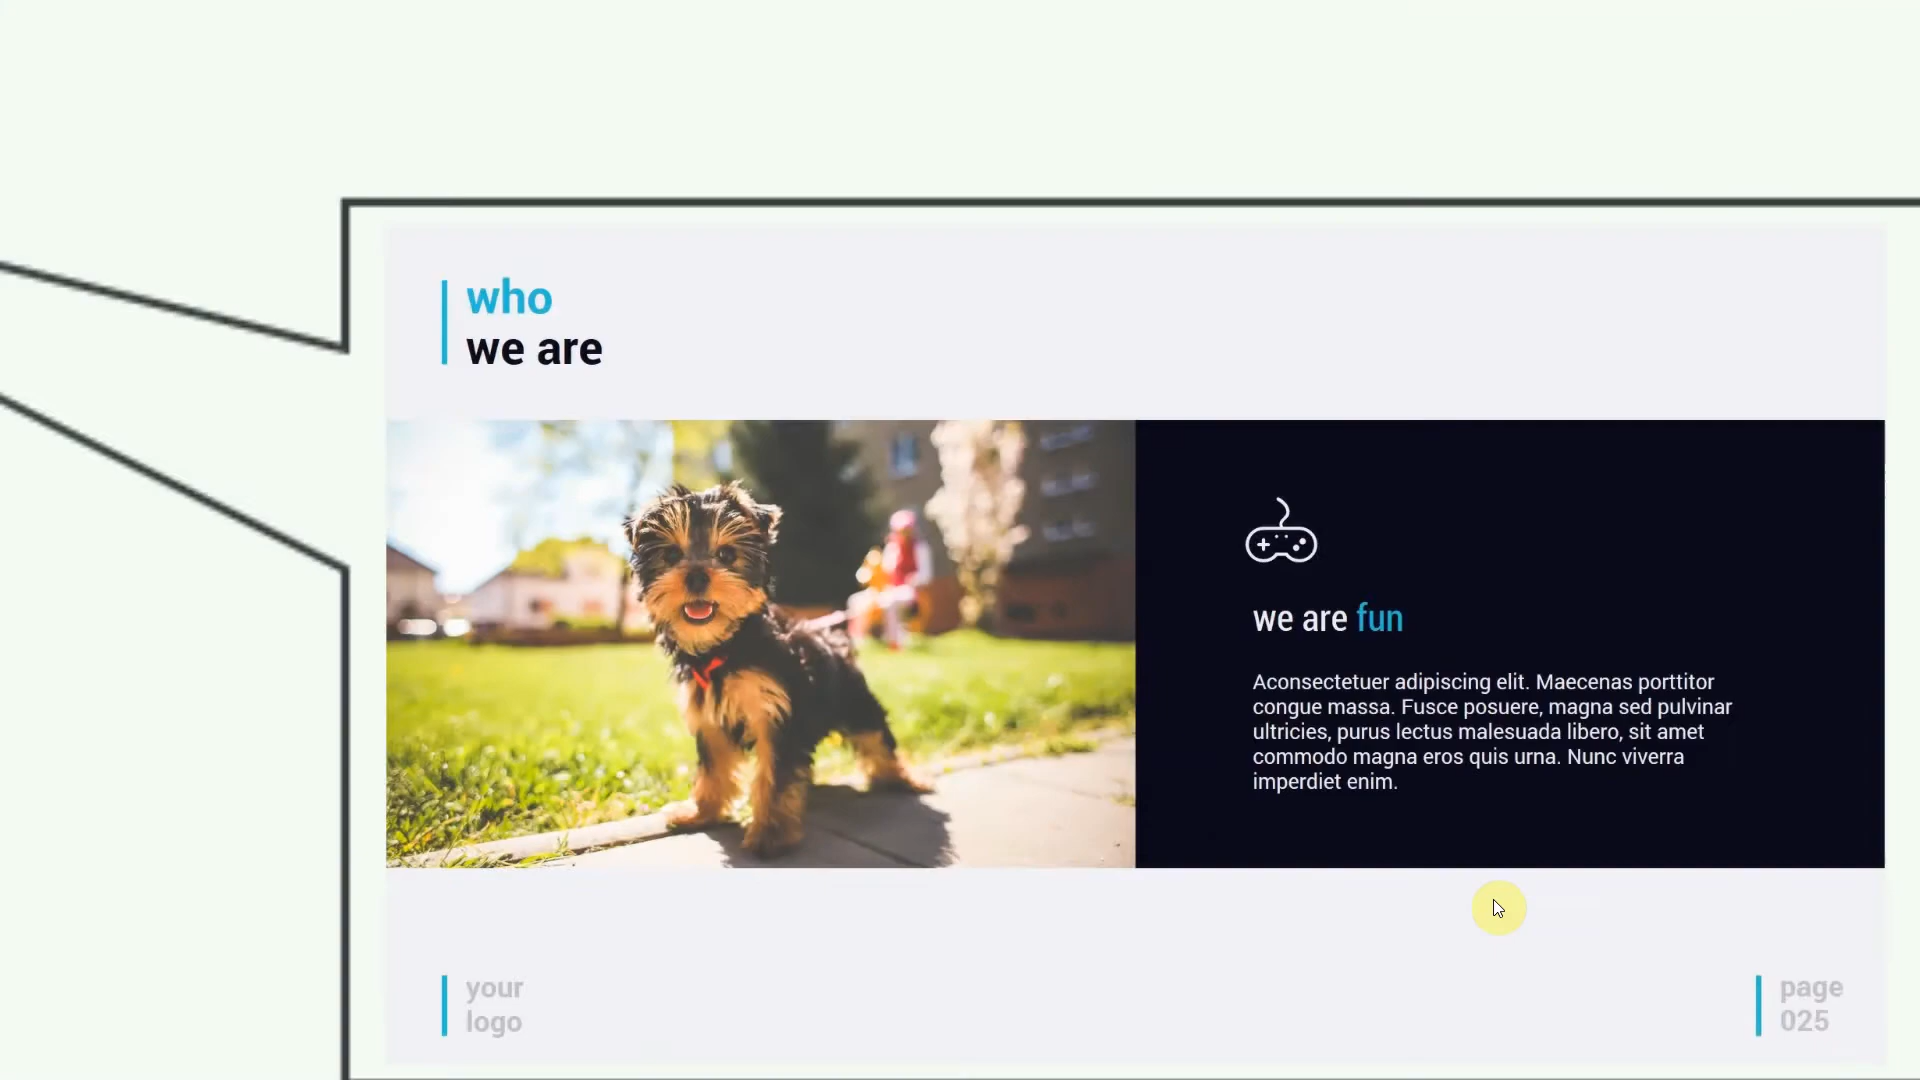 who
we are
we are fun
Aconsectetuer adipiscing elit. Maecenas porttitor
congue massa. Fusce posuere, magna sed pulvinar
ultricies, purus lectus malesuada libero, sit amet
commodo magna eros quis urna. Nunc viverra
imperdiet enim.
your
logo
page
025